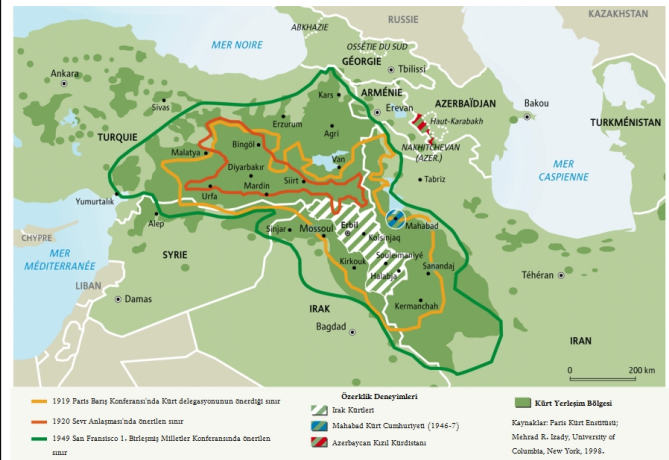 KAZAKHSTAN
RUSSIE
ABKHAZIE
MER NOIRE
OSSÉTIE DU SUD
GÉORGIE
Tbilissi
Ankara
Sivas
Kars
ARMÉNIE
Erevan
AZERBAÏDJAN
Bakou
Haut-Karabakh
TURKMÉNISTAN
Erzurum
Agri
TURQUIE
Bingöl
NAKHITCHEVAN
(AZER.)
Malatya
Van
MER
CASPIENNE
Diyarbakır
Mardin
Siirt
Tabriz
Urfa
Yumurtalık
Alep
Mahabad
CHYPRE
Sinjar
Mossoul
Erbil
Kolsinjaq
MER
MÉDITERRANÉE
SYRIE
Souleimaniyé
Kirkouk
Sanandaj
Halabja
Téhéran
LIBAN
Damas
Kermanchah
IRAK
Bagdad
IRAN
0 200 km
1919 Paris Barış Konferansı'nda Kürt delegasyonunun önerdiği sınır
1920 Sevr Anlaşması'nda önerilen sınır
1949 San Fransisco 1. Birleşmiş Milletler Konferansında önerilen
sınır
Özerklik Deneyimleri
Irak Kürtleri
Mahabad Kürt Cumhuriyeti (1946-7)
Azerbaycan Kızıl Kürdistanı
Kürt Yerleşim Bölgesi
Kaynaklar: Paris Kürt Enstitüsü;
Mehrad R. Izady, University of
Columbia, New York, 1998.